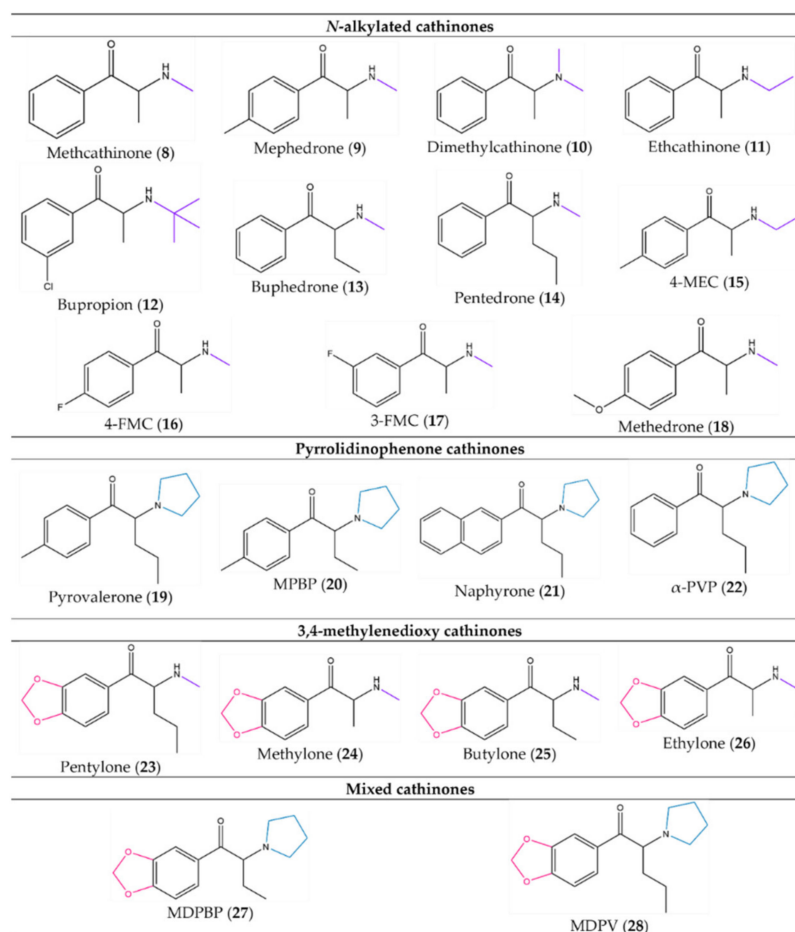 N-alkylated cathinones
O H N O H N O N O H N
Methcathinone (8) Mephedrone (9) Dimethylcathinone (10) Ethcathinone (11)
O H N Cl O H N O H N O H N
Bupropion (12) Buphedrone (13) Pentedrone (14) 4-MEC (15)
O H N F O H N F O H N O
4-FMC (16) 3-FMC (17) Methedrone (18)
Pyrrolidinophenone cathinones
O N O N O N O N
Pyrovalerone (19) MPBP (20) Naphyrone (21) α-PVP (22)
3,4-methylenedioxy cathinones
O O O H N O O O H N O O O H N O O O H N
Pentylone (23) Methylone (24) Butylone (25) Ethylone (26)
Mixed cathinones
O O O N O O O N
MDPBP (27) MDPV (28)